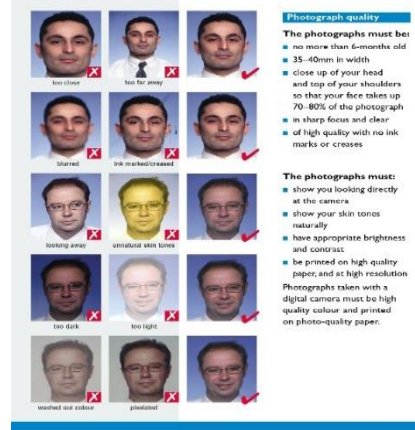 too close
too far away
blurred
ink marked/creased
looking away
unnatural skin tones
too dark
too light
washed out colour
pixelated
Photograph quality
The photographs must be:
no more than 6-months old
35–40mm in width
close up of your head
and top of your shoulders
so that your face takes up
70–80% of the photograph
in sharp focus and clear
of high quality with no ink
marks or creases
The photographs must:
show you looking directly
at the camera
show your skin tones
naturally
have appropriate brightness
and contrast
be printed on high quality
paper, and at high resolution
Photographs taken with a
digital camera must be high
quality colour and printed
on photo-quality paper.